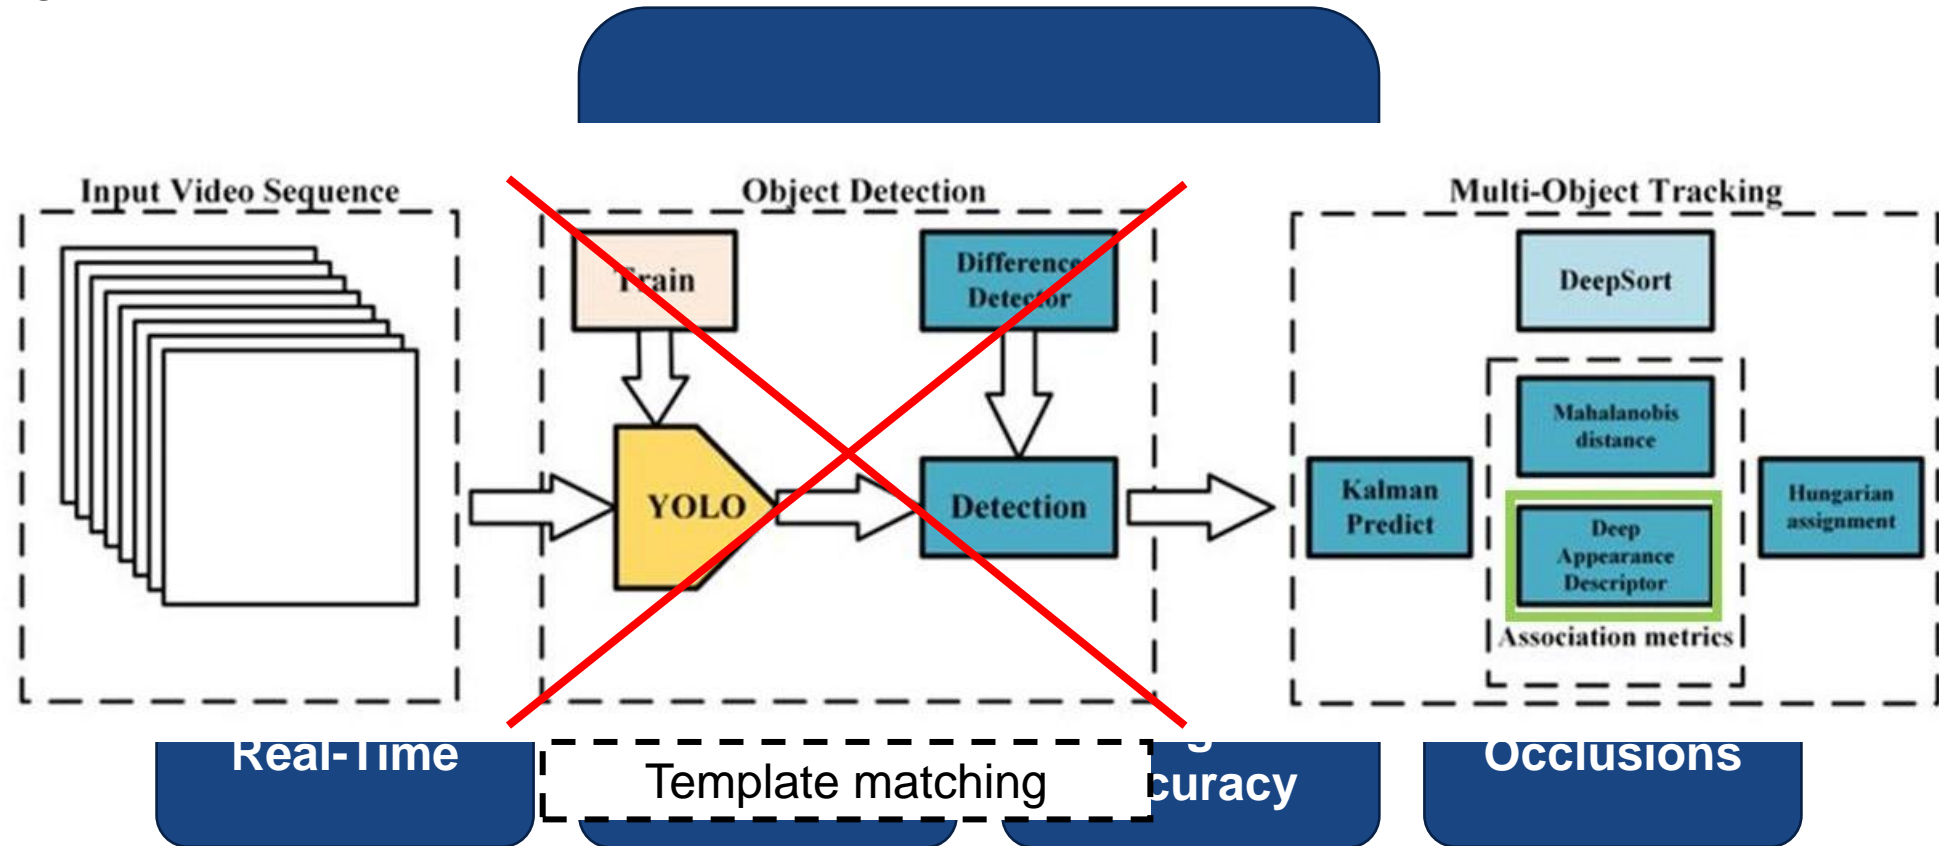 Input Video Sequence
Object Detection
Multi-Object Tracking
Train
Difference
Detector
DeepSort
Mahalanobis
distance
YOLO
Detection
Kalman
Predict
Deep
Appearance
Descriptor
Hungarian
assignment
Association metrics
Real-Time
Template matching
curacy
Occlusions